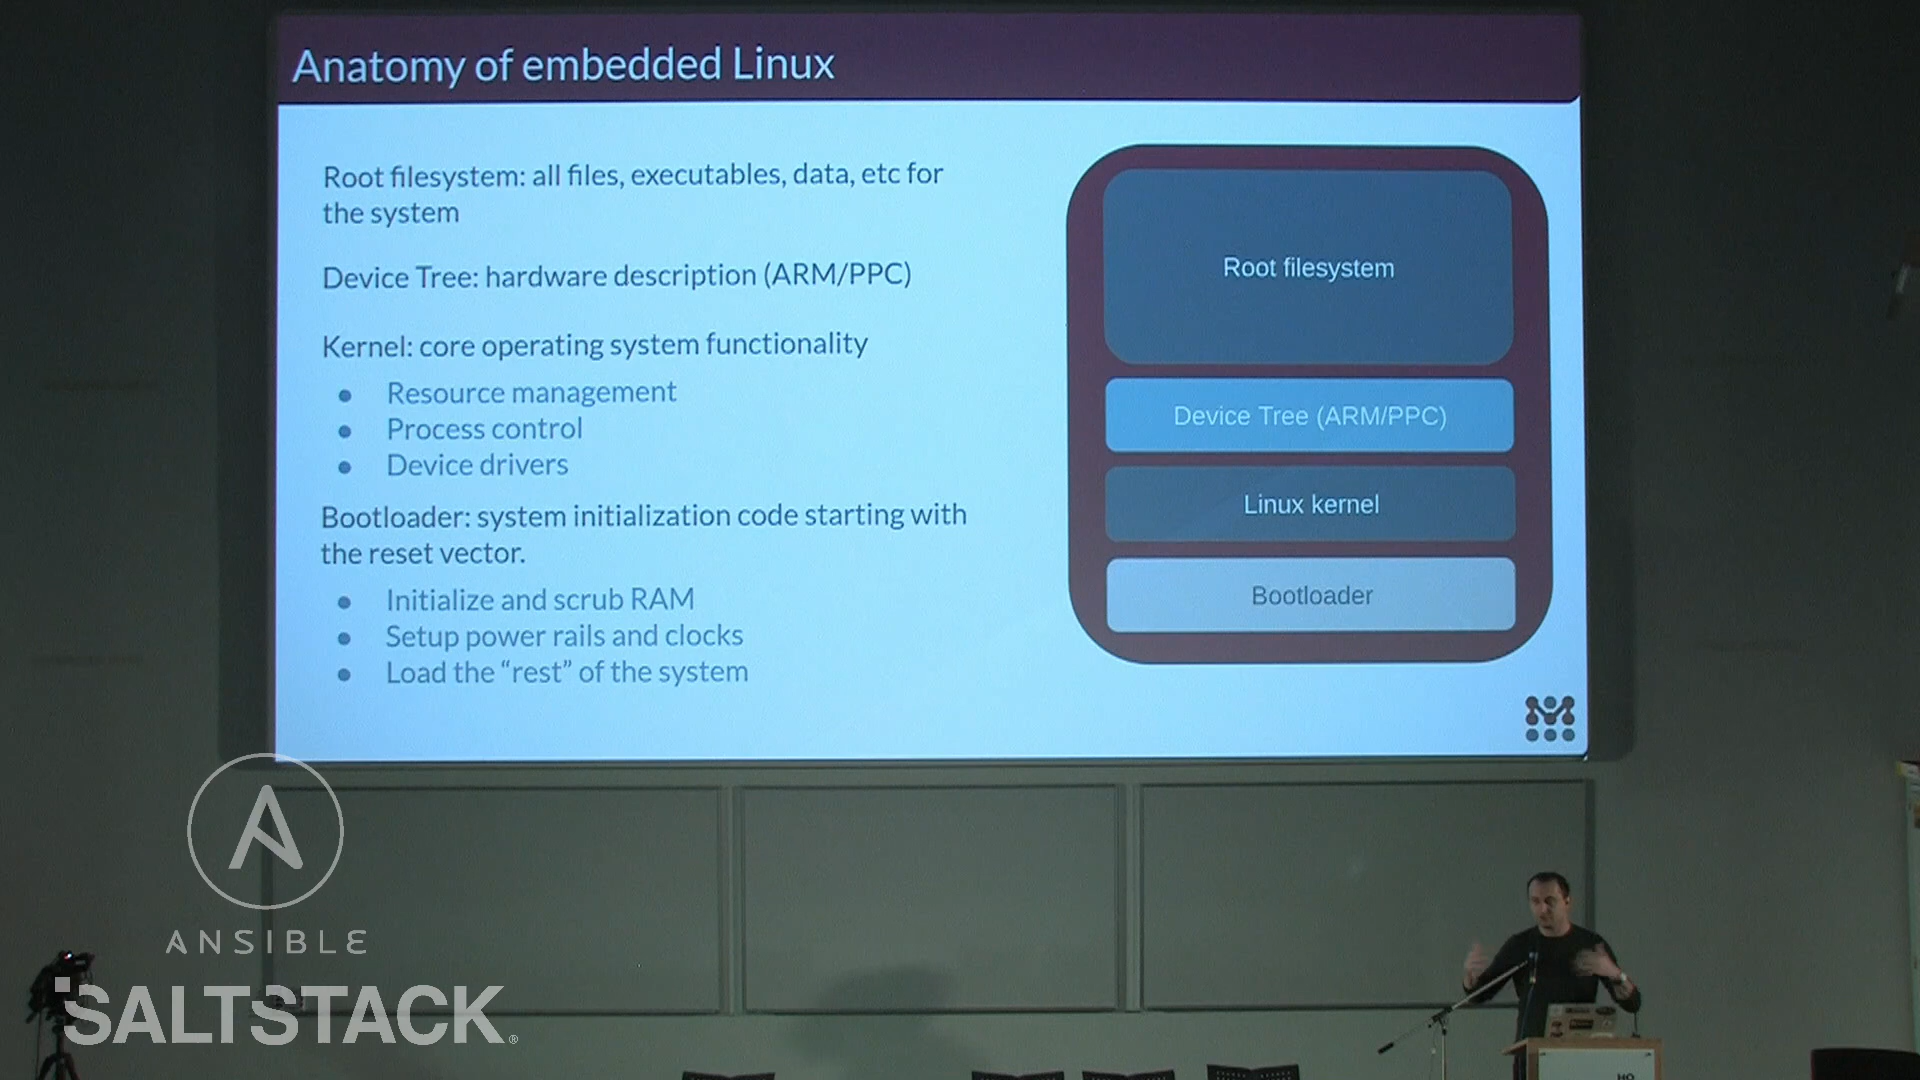 Anatomy of embedded Linux
Root filesystem: all files, executables, data, etc for
the system
Device Tree: hardware description (ARM/PPC)
Kernel: core operating system functionality
● Resource management
● Process control
● Device drivers
Bootloader: system initialization code starting with
the reset vector.
● Initialize and scrub RAM
● Setup power rails and clocks
● Load the “rest” of the system
Root filesystem
Device Tree (ARM/PPC)
Linux kernel
Bootloader
ANSIBLE
SALTSTACK®